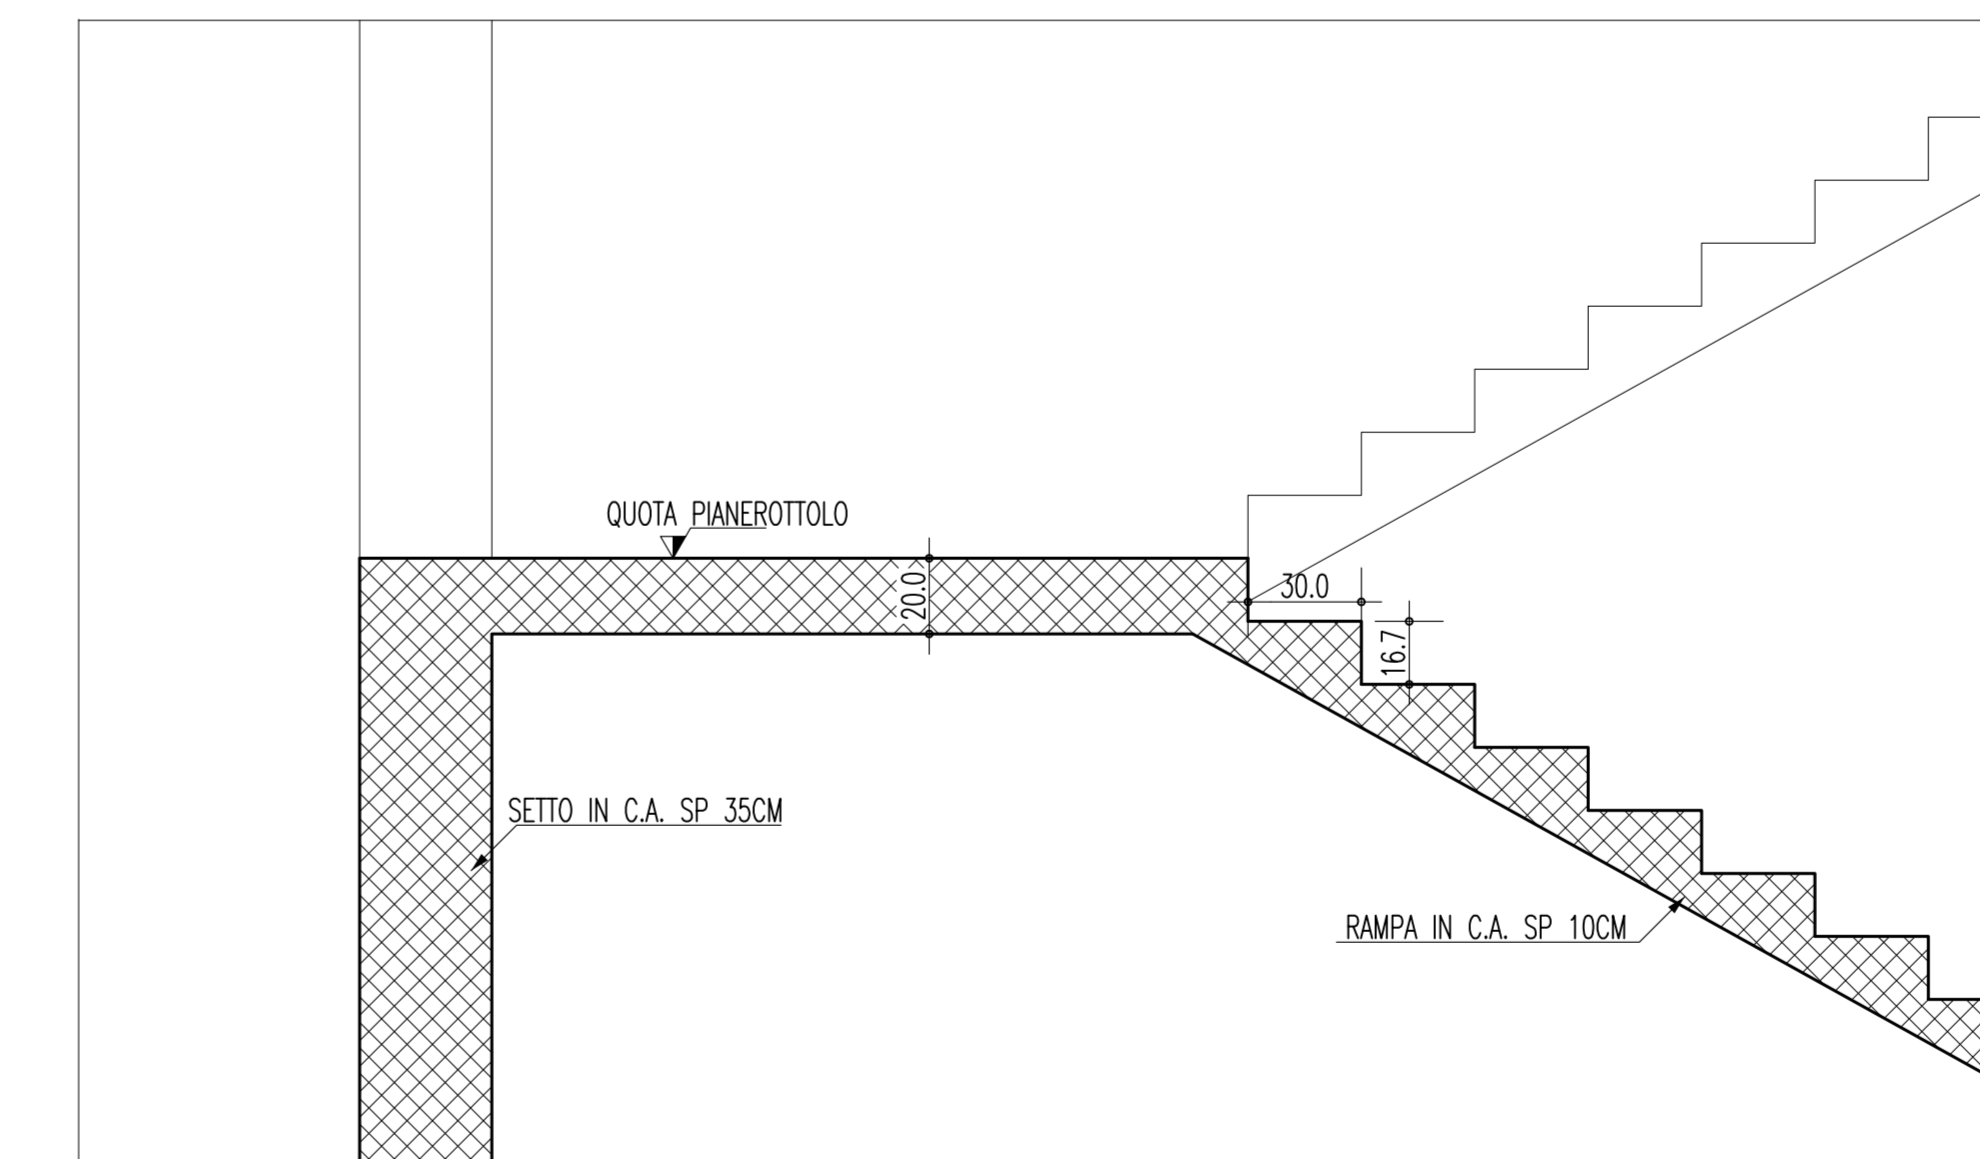 QUOTA PIANEROTTOLO
20.0
30.0
16.7
SETTO IN C.A. SP 35CM
RAMPA IN C.A. SP 10CM